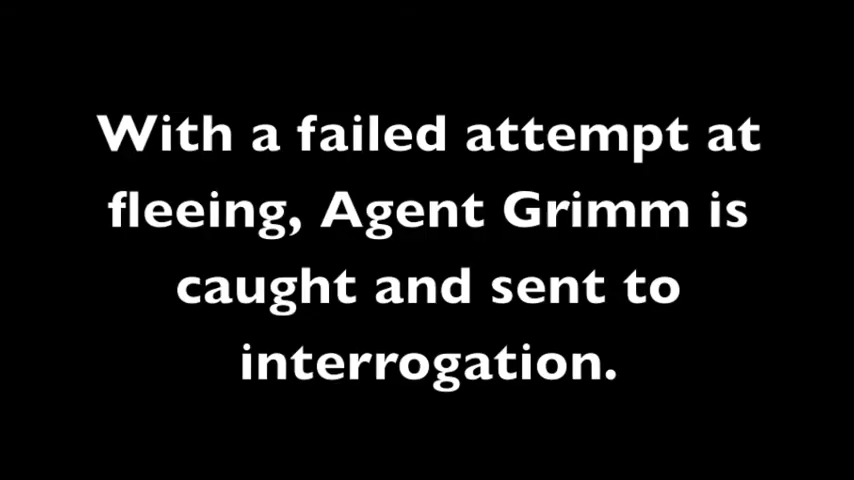 With a failed attempt at
fleeing, Agent Grimm is
caught and sent to
interrogation.